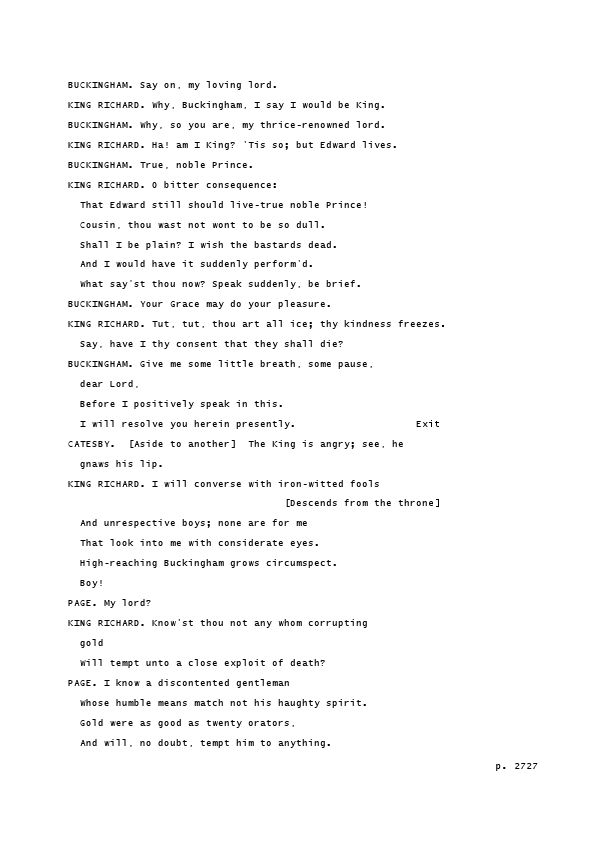 BUCKINGHAM. Say on, my loving lord.
KING RICHARD. Why, Buckingham, I say I would be King.
BUCKINGHAM. Why, so you are, my thrice-renowned lord.
KING RICHARD. Ha! am I King? 'Tis so; but Edward lives.
BUCKINGHAM. True, noble Prince.
KING RICHARD. O bitter consequence:
That Edward still should live-true noble Prince!
Cousin, thou wast not wont to be so dull.
Shall I be plain? I wish the bastards dead.
And I would have it suddenly perform'd.
What say'st thou now? Speak suddenly, be brief.
BUCKINGHAM. Your Grace may do your pleasure.
KING RICHARD. Tut, tut, thou art all ice; thy kindness freezes.
Say, have I thy consent that they shall die?
BUCKINGHAM. Give me some little breath, some pause,
dear Lord,
Before I positively speak in this.
I will resolve you herein presently. Exit
CATESBY. [Aside to another] The King is angry; see, he
gnaws his lip.
KING RICHARD. I will converse with iron-witted fools
[Descends from the throne]
And unrespective boys; none are for me
That look into me with considerate eyes.
High-reaching Buckingham grows circumspect.
Boy!
PAGE. My lord?
KING RICHARD. Know'st thou not any whom corrupting
gold
Will tempt unto a close exploit of death?
PAGE. I know a discontented gentleman
Whose humble means match not his haughty spirit.
Gold were as good as twenty orators,
And will, no doubt, tempt him to anything.
p. 2727